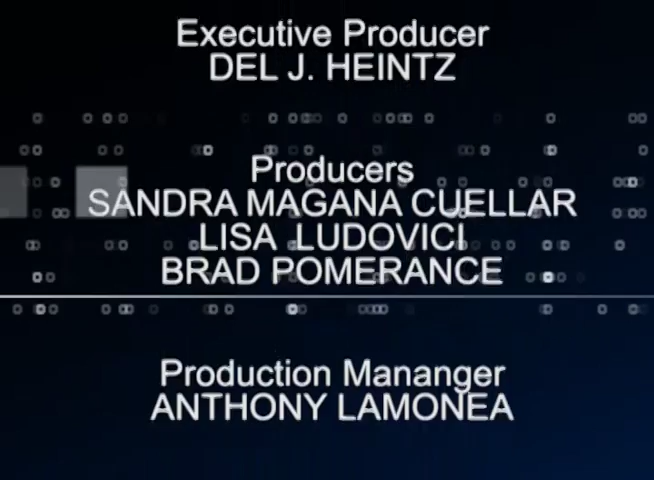 Executive Producer
DEL J. HEINTZ
Producers
SANDRA MAGANA CUELLAR
LISA LUDOVICI
BRAD POMERANCE
Production Mananger
ANTHONY LAMONEA